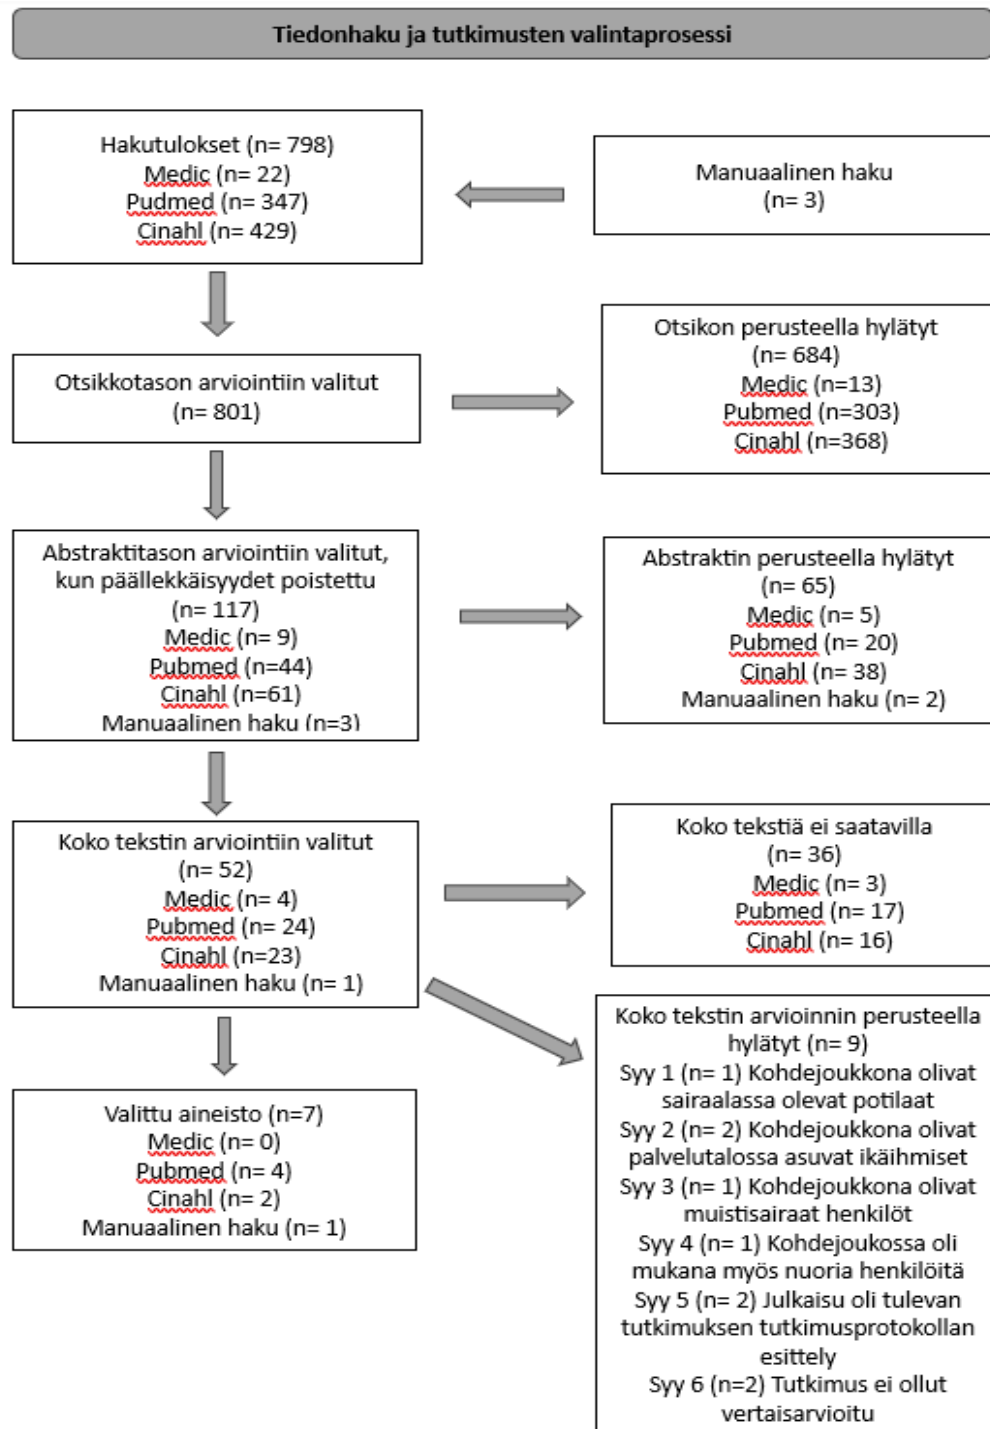 Tiedonhaku ja tutkimusten valintaprosessi
Hakutulokset (n= 798)
Medic (n= 22)
Pudmed (n= 347)
Cinahl (n= 429)
Manuaalinen haku
(n= 3)
Otsikkotason arviointiin valitut
(n= 801)
Otsikon perusteella hylätyt
(n= 684)
Medic (n=13)
Pubmed (n=303)
Cinahl (n=368)
Abstraktitason arviointiin valitut,
kun päällekkäisyydet poistettu
(n= 117)
Medic (n= 9)
Pubmed (n=44)
Cinahl (n=61)
Manuaalinen haku (n=3)
Abstraktin perusteella hylätyt
(n= 65)
Medic (n= 5)
Pubmed (n= 20)
Cinahl (n= 38)
Manuaalinen haku (n= 2)
Koko tekstin arviointiin valitut
(n= 52)
Medic (n= 4)
Pubmed (n= 24)
Cinahl (n=23)
Manuaalinen haku (n= 1)
Koko tekstiä ei saatavilla
(n= 36)
Medic (n= 3)
Pubmed (n= 17)
Cinahl (n= 16)
Koko tekstin arvioinnin perusteella
hylätyt (n= 9)
Syy 1 (n= 1) Kohdejoukkona olivat
sairaalassa olevat potilaat
Syy 2 (n= 2) Kohdejoukkona olivat
palvelutalossa asuvat ikäihmiset
Syy 3 (n= 1) Kohdejoukkona olivat
muistisairaat henkilöt
Syy 4 (n= 1) Kohdejoukossa oli
mukana myös nuoria henkilöitä
Syy 5 (n= 2) Julkaisu oli tulevan
tutkimuksen tutkimusprotokollan
esittely
Syy 6 (n=2) Tutkimus ei ollut
vertaisarvioitu
Valittu aineisto (n=7)
Medic (n= 0)
Pubmed (n= 4)
Cinahl (n= 2)
Manuaalinen haku (n= 1)